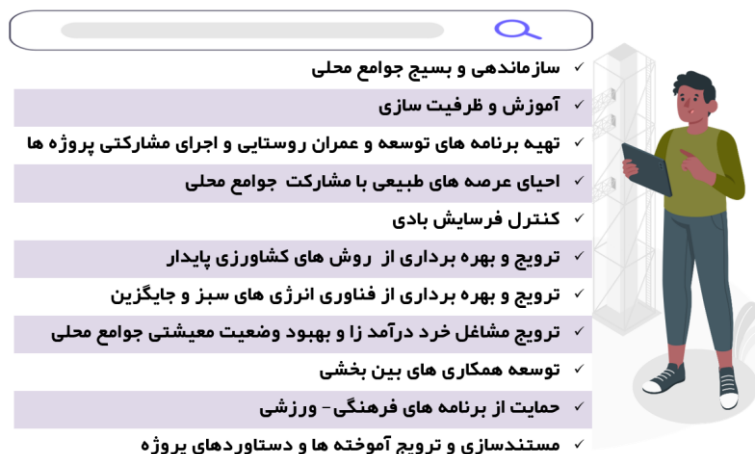 ✓ سازماندهی و بسیج جوامع محلی
✓ آموزش و ظرفیت سازی
✓ تهیه برنامه های توسعه و عمران روستایی و اجرای مشارکتی پروژه ها
✓ احیای عرصه های طبیعی با مشارکت جوامع محلی
✓ کنترل فرسایش بادی
✓ ترویج و بهره برداری از روش های کشاورزی پایدار
✓ ترویج و بهره برداری از فناوری انرژی های سبز و جایگزین
✓ ترویج مشاغل خرد درآمد زا و بهبود وضعیت معیشتی جوامع محلی
✓ توسعه همکاری های بین بخشی
✓ حمایت از برنامه های فرهنگی- ورزشی
✓ مستندسازی و ترویج آموخته ها و دستاوردهای پروژه